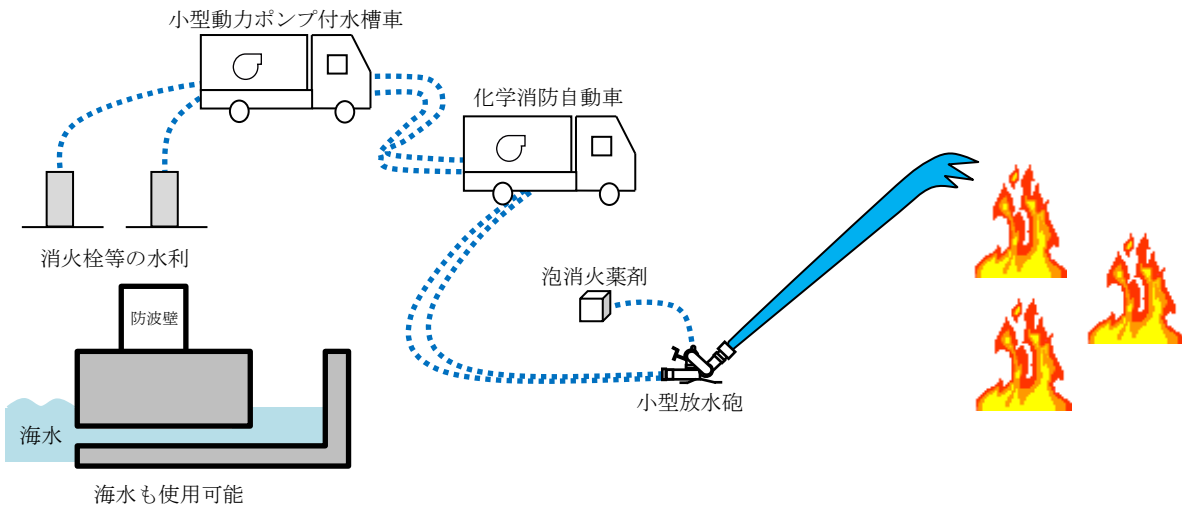 小型動力ポンプ付水槽車
化学消防自動車
消火栓等の水利
泡消火薬剤
防波壁
小型放水砲
海水
海水も使用可能